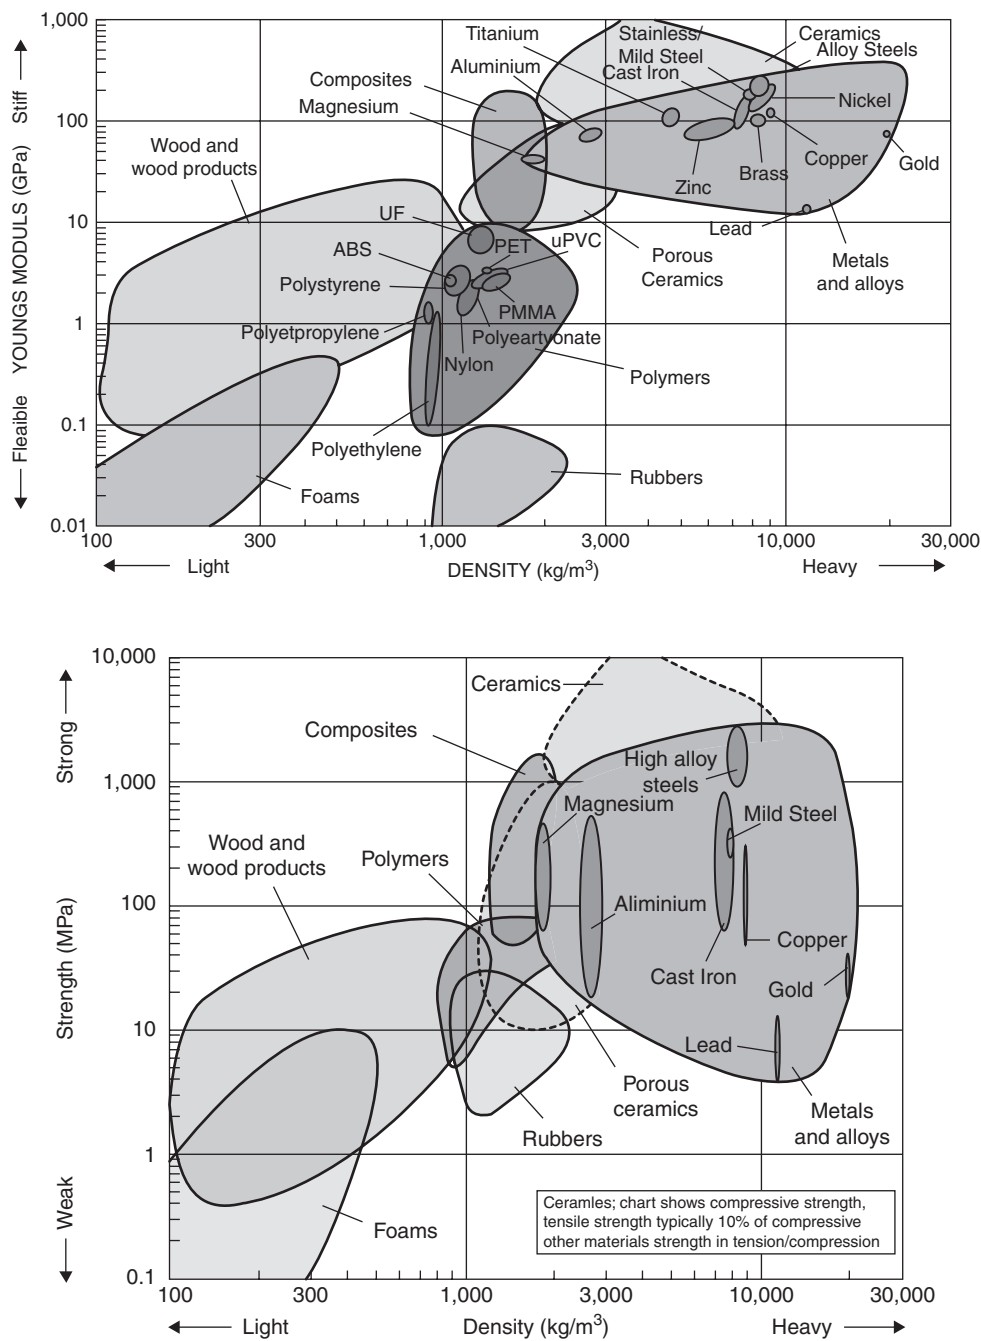 1,000
100
10
1
0.1
0.01
Fleaible YOUNGS MODULS (GPa) Stiff
Titanium
Stainless/
Mild Steel
Cast Iron
Ceramics
Alloy Steels
Aluminium
Composites
Magnesium
Nickel
Wood and
wood products
Zinc
Brass
Copper
Gold
UF
PET
uPVC
Lead
ABS
Porous
Ceramics
Metals
and alloys
Polystyrene
PMMA
Polyetpropylene
Polyeartyonate
Nylon
Polymers
Polyethylene
Foams
Rubbers
100
300
1,000
3,000
10,000
30,000
Light
DENSITY (kg/m³)
Heavy
10,000
1,000
100
10
1
0.1
Weak Strength (MPa) Strong
Ceramics
Composites
High alloy
steels
Magnesium
Mild Steel
Wood and
wood products
Polymers
Aliminium
Copper
Cast Iron
Gold
Lead
Porous
ceramics
Metals
and alloys
Rubbers
Foams
Ceramles; chart shows compressive strength,
tensile strength typically 10% of compressive
other materials strength in tension/compression
100
300
1,000
3,000
10,000
30,000
Light
Density (kg/m³)
Heavy